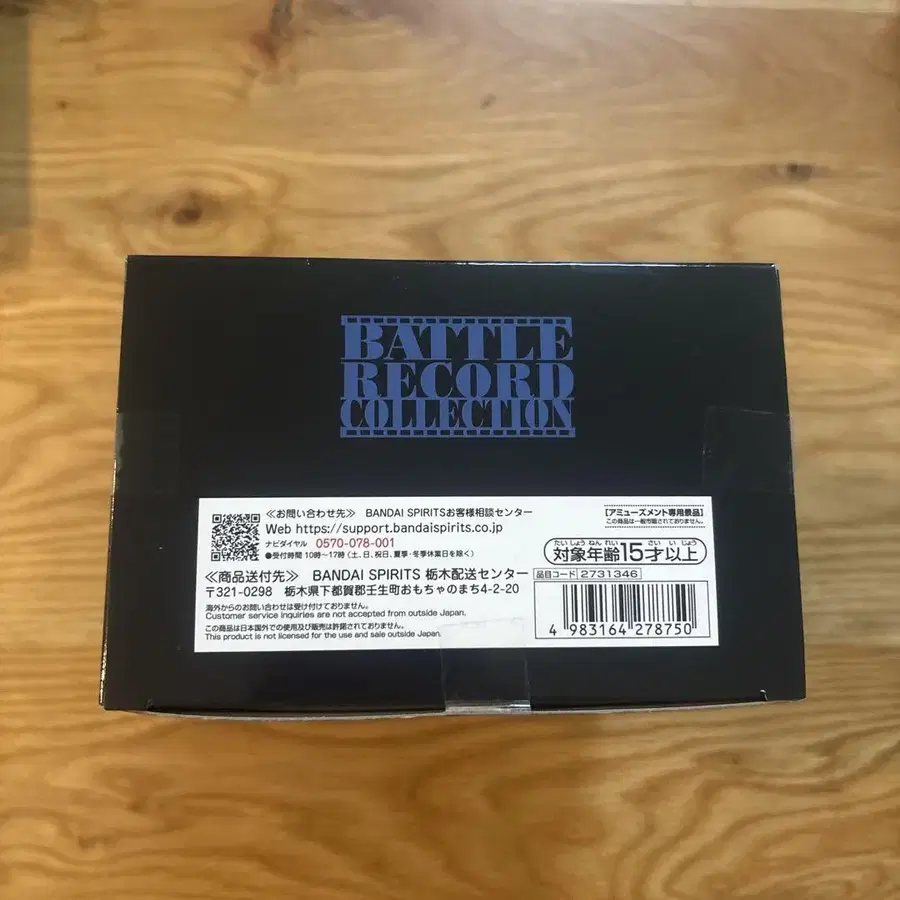 BATTLE
RECORD
COLLECTION
≪お問い合わせ先≫ BANDAI SPIRITSお客様相談センター
Web https://support.bandaispirits.co.jp
ナビダイヤル 0570-078-001
●受付時間 10時~17時(土、日、祝日、夏季・冬季休業日を除く)
≪商品送付先≫ BANDAI SPIRITS 栃木配送センター
〒321-0298 栃木県下都賀郡壬生町おもちゃのまち4-2-20
海外からのお問い合わせは受け付けておりません。
Customer service inquiries are not accepted from outside Japan.
この商品は日本国外での使用及び販売は許諾されておりません。
This product is not licensed for the use and sale outside Japan.
【アミューズメント専用景品】
この商品は一般市販されておりません。
たいしょうねんれい さいいじょう
対象年齢15才以上
品目コード 2731346
4 983164 278750